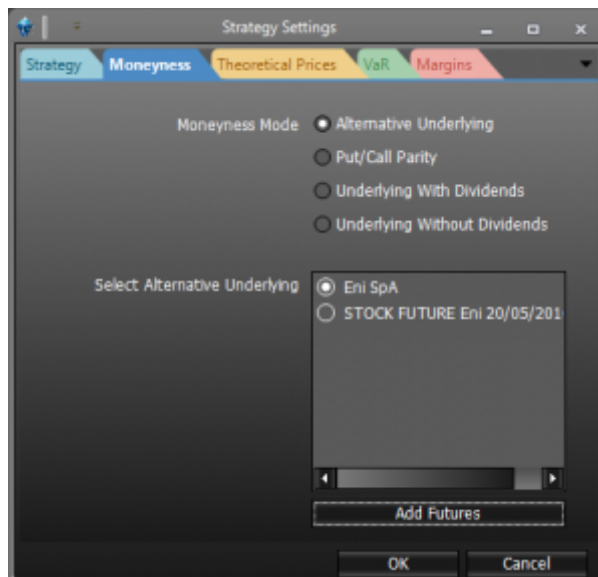 Strategy Settings
Strategy Moneyness Theoretical Prices VaR Margins
Moneyness Mode Alternative Underlying
Put/Call Parity
Underlying With Dividends
Underlying Without Dividends
Select Alternative Underlying Eni SpA
STOCK FUTURE Eni 20/05/201
Add Futures
OK Cancel